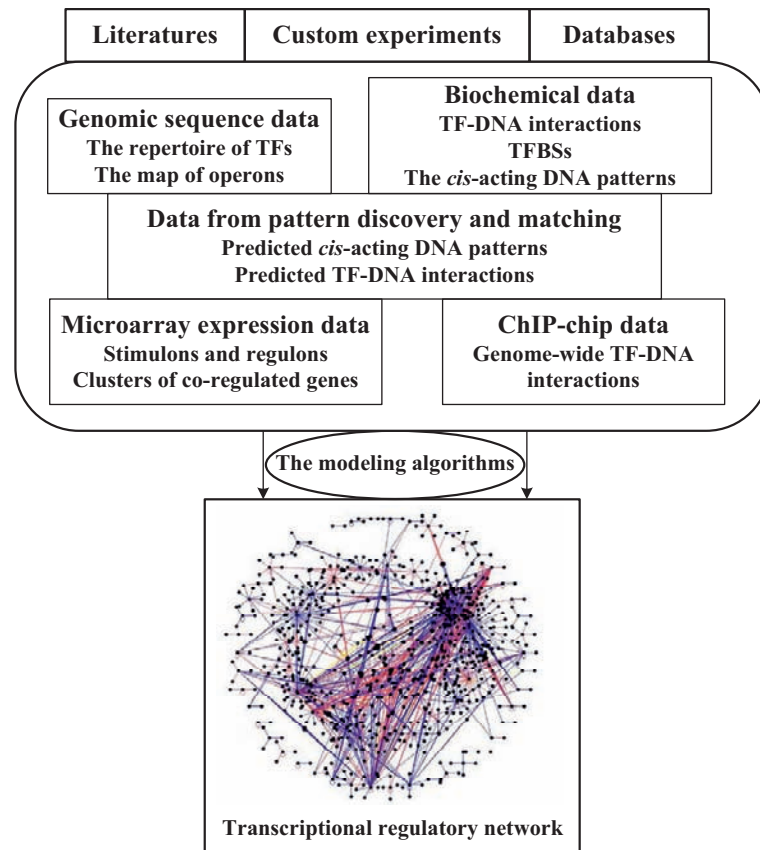 Literatures
Custom experiments
Databases
Genomic sequence data
The repertoire of TFs
The map of operons
Biochemical data
TF-DNA interactions
TFBSs
The cis-acting DNA patterns
Data from pattern discovery and matching
Predicted cis-acting DNA patterns
Predicted TF-DNA interactions
Microarray expression data
Stimulons and regulons
Clusters of co-regulated genes
ChIP-chip data
Genome-wide TF-DNA
interactions
The modeling algorithms
Transcriptional regulatory network